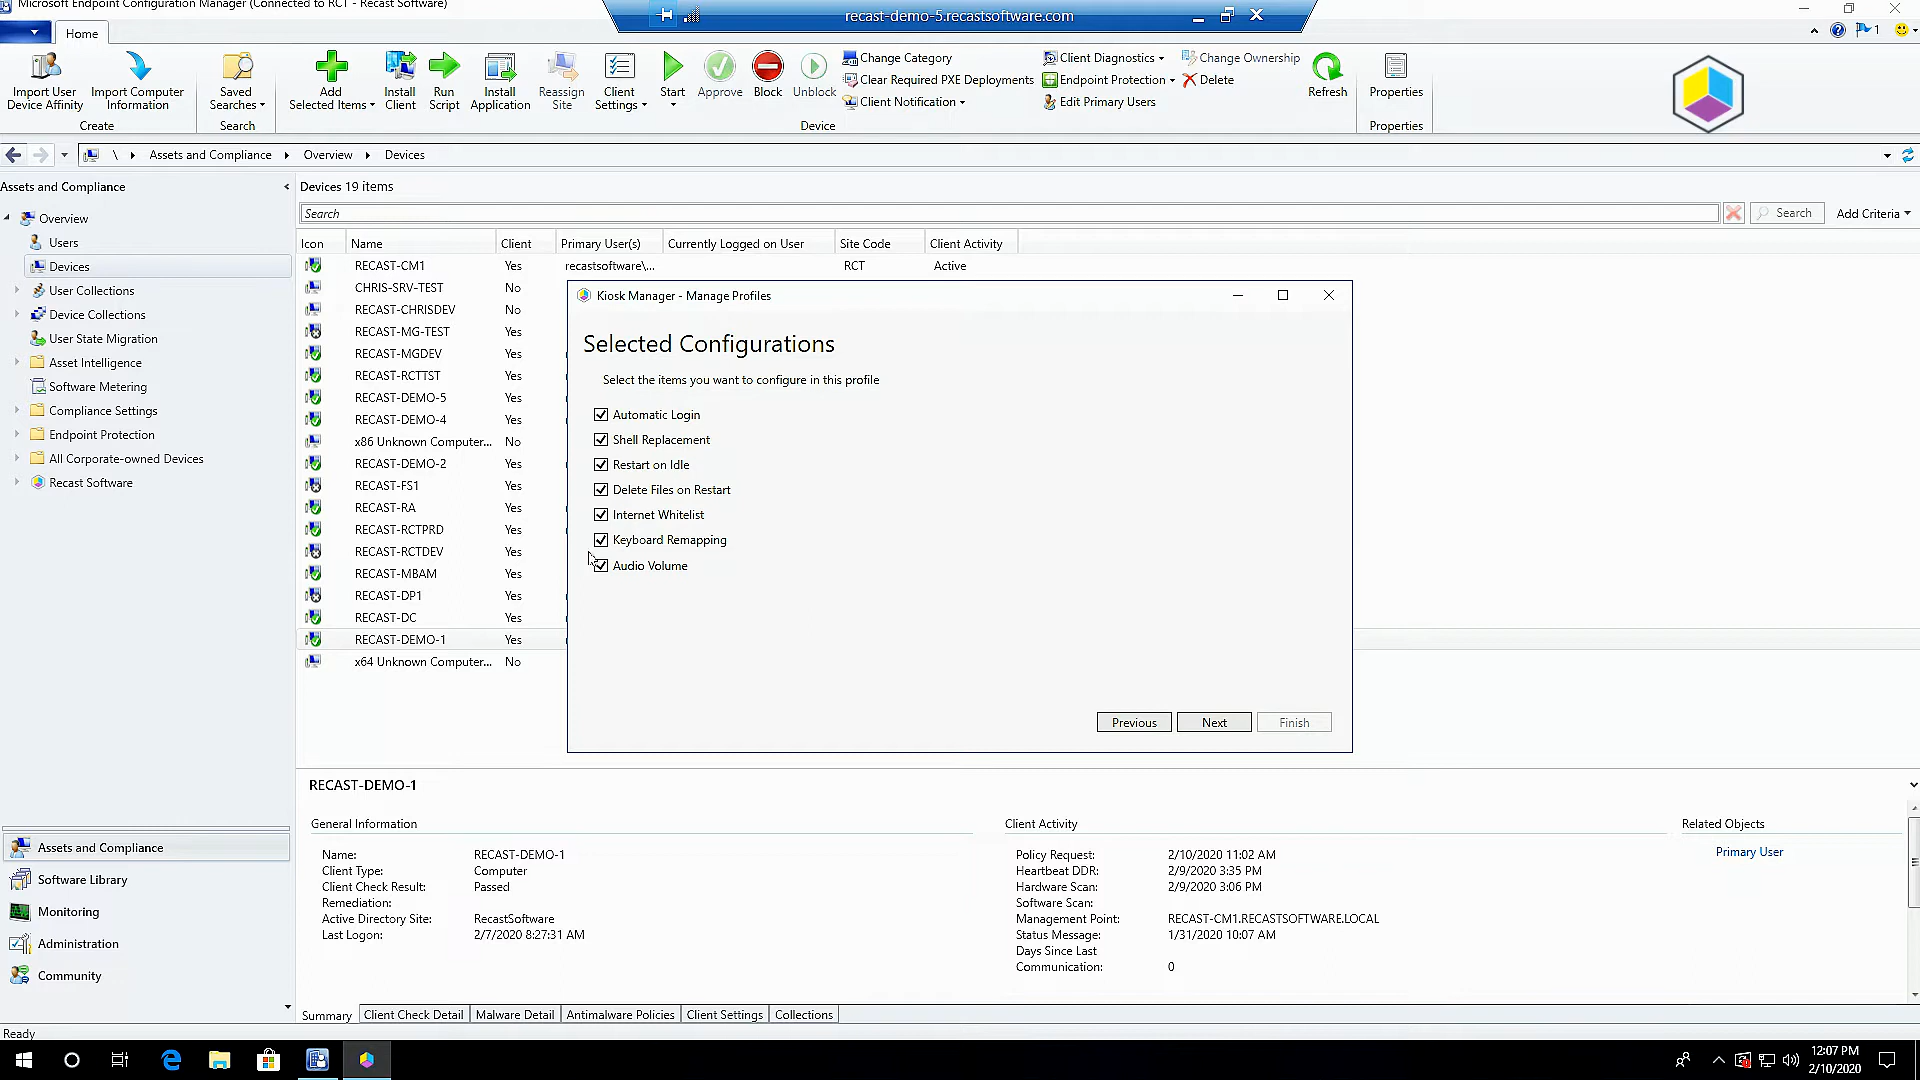 Microsoft Endpoint Configuration Manager (Connected to RCT - Recast Software)
recast-demo-5.recastsoftware.com
Home
1
Import User Device Affinity
Import Computer Information
Create
Saved Searches
Search
Add Selected Items
Install Client
Run Script
Install Application
Reassign Site
Client Settings
Start
Approve
Block
Unblock
Change Category
Clear Required PXE Deployments
Client Notification
Client Diagnostics
Endpoint Protection
Edit Primary Users
Change Ownership
Delete
Device
Refresh
Properties
Properties
\ Assets and Compliance Overview Devices
Assets and Compliance
Overview
Users
Devices
User Collections
Device Collections
User State Migration
Asset Intelligence
Software Metering
Compliance Settings
Endpoint Protection
All Corporate-owned Devices
Recast Software
Assets and Compliance
Software Library
Monitoring
Administration
Community
Devices 19 items
Search
Search
Add Criteria
Icon Name Client Primary User(s) Currently Logged on User Site Code Client Activity
RECAST-CM1 Yes recastsoftware\... RCT Active
CHRIS-SRV-TEST No
RECAST-CHRISDEV No
RECAST-MG-TEST Yes
RECAST-MGDEV Yes
RECAST-RCTTST Yes
RECAST-DEMO-5 Yes
RECAST-DEMO-4 Yes
x86 Unknown Computer... No
RECAST-DEMO-2 Yes
RECAST-FS1 Yes
RECAST-RA Yes
RECAST-RCTPRD Yes
RECAST-RCTDEV Yes
RECAST-MBAM Yes
RECAST-DP1 Yes
RECAST-DC Yes
RECAST-DEMO-1 Yes
x64 Unknown Computer... No
Kiosk Manager - Manage Profiles
Selected Configurations
Select the items you want to configure in this profile
Automatic Login
Shell Replacement
Restart on Idle
Delete Files on Restart
Internet Whitelist
Keyboard Remapping
Audio Volume
Previous
Next
Finish
RECAST-DEMO-1
General Information
Name: RECAST-DEMO-1
Client Type: Computer
Client Check Result: Passed
Remediation:
Active Directory Site: RecastSoftware
Last Logon: 2/7/2020 8:27:31 AM
Client Activity
Policy Request: 2/10/2020 11:02 AM
Heartbeat DDR: 2/9/2020 3:35 PM
Hardware Scan: 2/9/2020 3:06 PM
Software Scan:
Management Point: RECAST-CM1.RECASTSOFTWARE.LOCAL
Status Message: 1/31/2020 10:07 AM
Days Since Last
Communication: 0
Related Objects
Primary User
Summary Client Check Detail Malware Detail Antimalware Policies Client Settings Collections
Ready
12:07 PM
2/10/2020